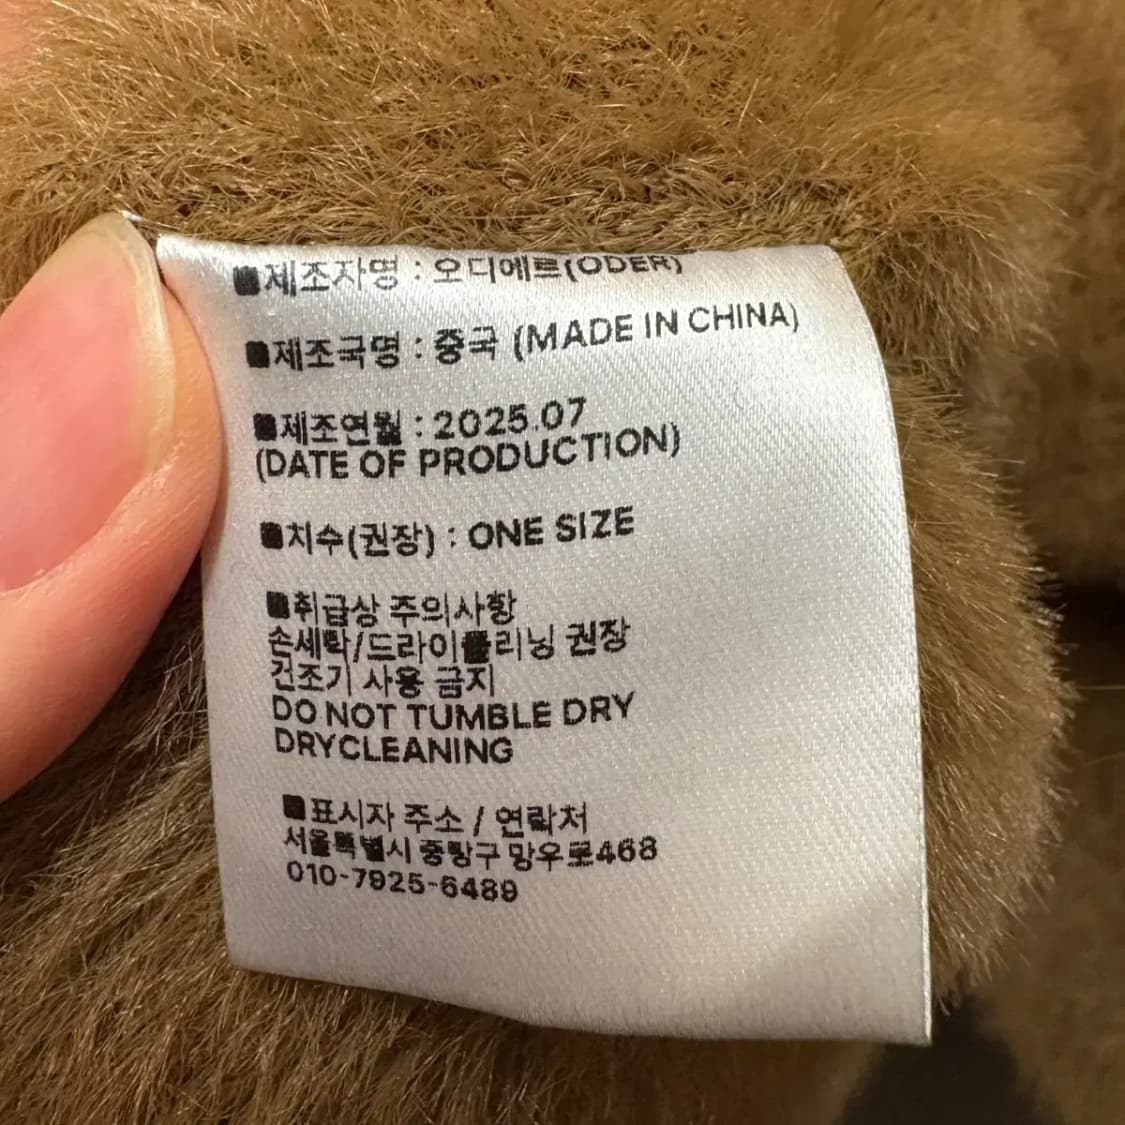 ■제조자명 : 오디에르(ODER)
■제조국명 : 중국 (MADE IN CHINA)
■제조연월 : 2025.07
(DATE OF PRODUCTION)
■치수(권장) : ONE SIZE
■취급상 주의사항
손세탁/드라이클리닝 권장
건조기 사용 금지
DO NOT TUMBLE DRY
DRYCLEANING
■표시자 주소 / 연락처
서울특별시 중랑구 망우로468
010-7925-6489